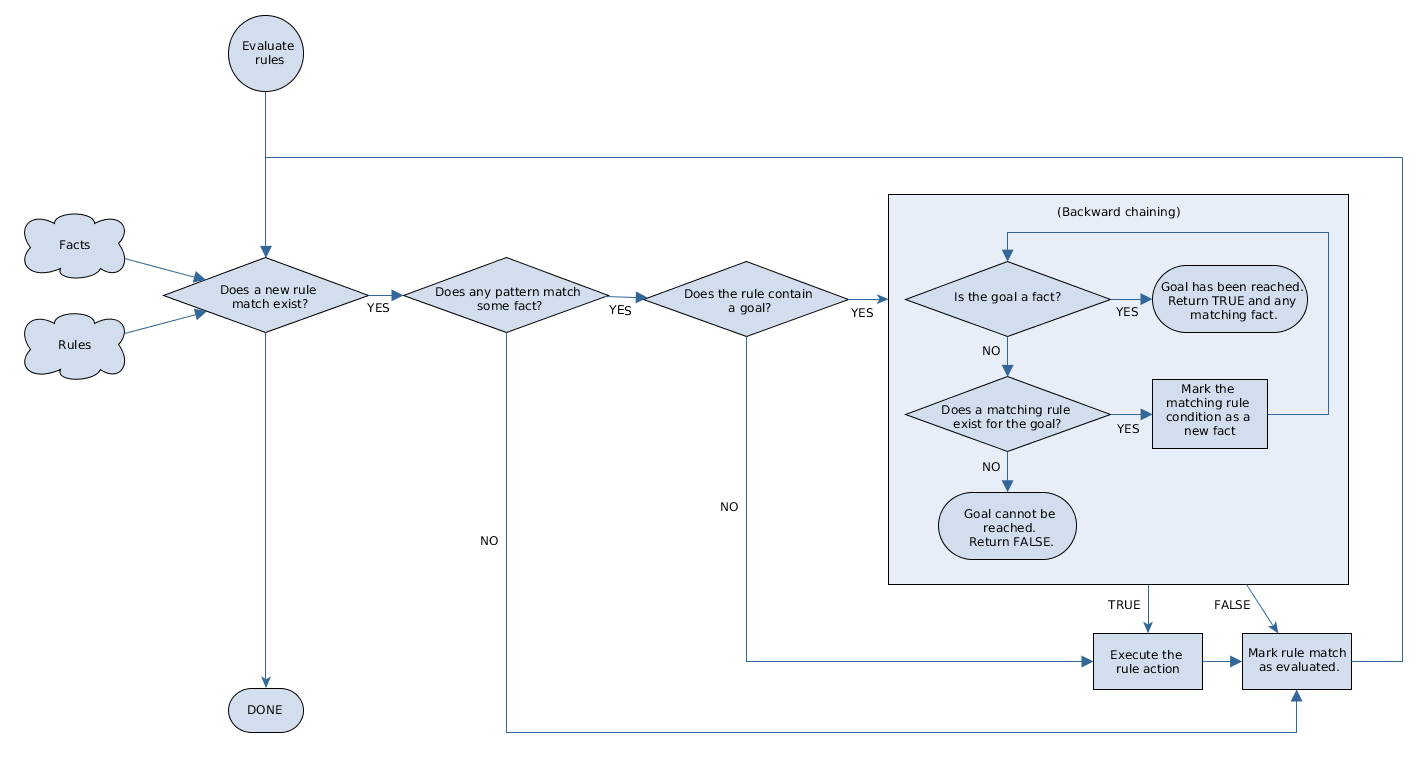 Evaluate
rules
(Backward chaining)
Facts
Does a new rule
match exist?
YES
Does any pattern match
some fact?
YES
Does the rule contain
a goal?
YES
Is the goal a fact?
YES
Goal has been reached.
Return TRUE and any
matching fact.
Rules
NO
Does a matching rule
exist for the goal?
YES
Mark the
matching rule
condition as a
new fact
NO
Goal cannot be
reached.
Return FALSE.
NO
NO
TRUE
FALSE
Execute the
rule action
Mark rule match
as evaluated.
DONE